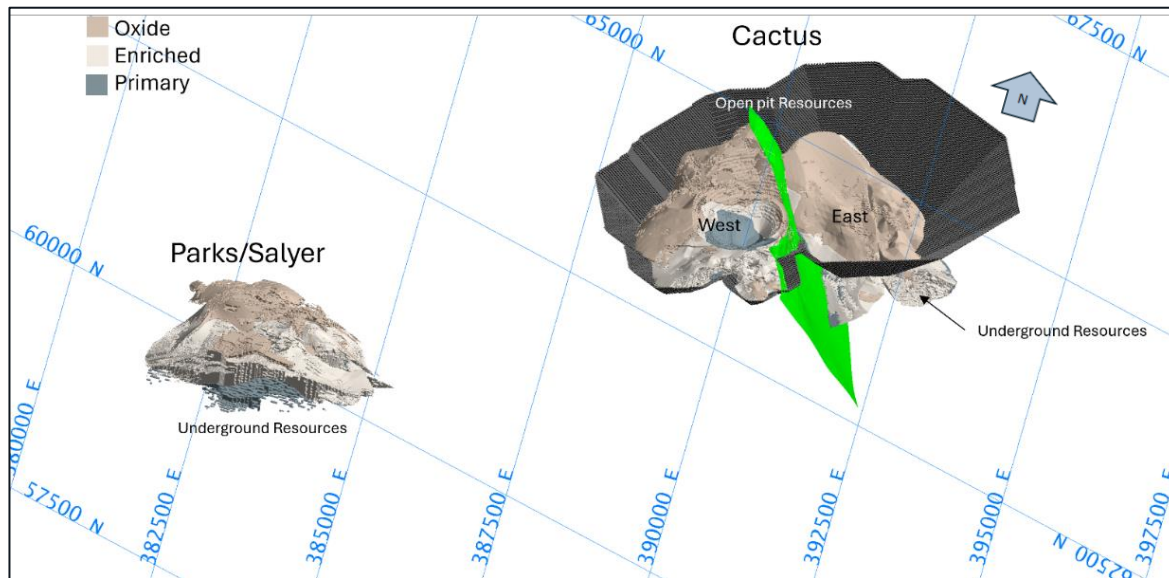 Oxide
Enriched
Primary
Cactus
65000 N
67500 N
N
Open pit Resources
West
East
60000 N
Parks/Salyer
Underground Resources
Underground Resources
380000 E
57500 N
382500 E
385000 E
387500 E
390000 E
392500 E
395000 E
62500 N
397500 E